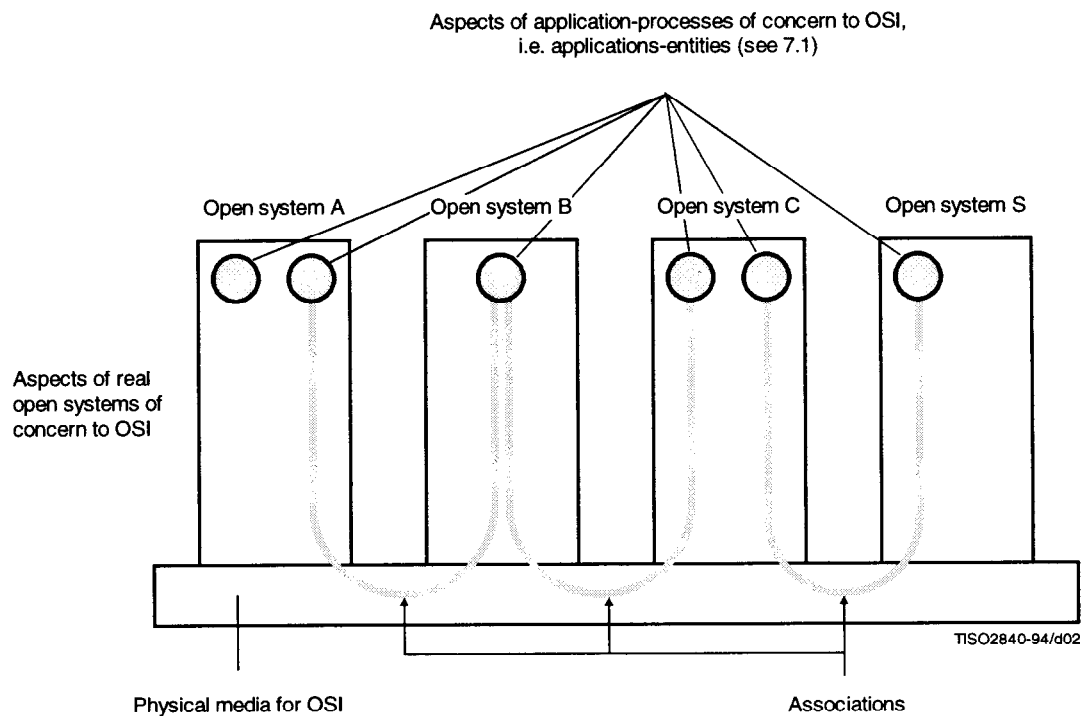 Aspects of application-processes of concern to OSI,
i.e. applications-entities (see 7.1)
Open system A
Open system B
Open system C
Open system S
Aspects of real
open systems of
concern to OSI
TISO2840-94/d02
Physical media for OSI
Associations